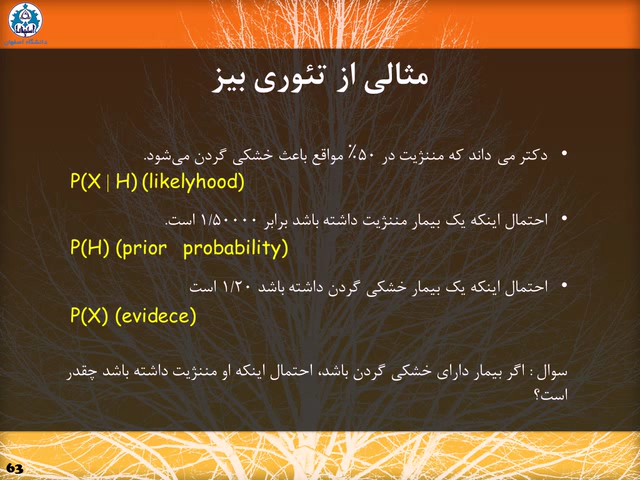 دانشگاه اصفهان
مثالی از تئوری بیز
• دکتر می داند که مننژیت در ۵۰٪ مواقع باعث خشکی گردن می‌شود.
P(X | H) (likelyhood)
• احتمال اینکه یک بیمار مننژیت داشته باشد برابر ۱/۵۰۰۰۰ است.
P(H) (prior probability)
• احتمال اینکه یک بیمار خشکی گردن داشته باشد ۱/۲۰ است
P(X) (evidece)
سوال : اگر بیمار دارای خشکی گردن باشد، احتمال اینکه او مننژیت داشته باشد چقدر
است؟
63